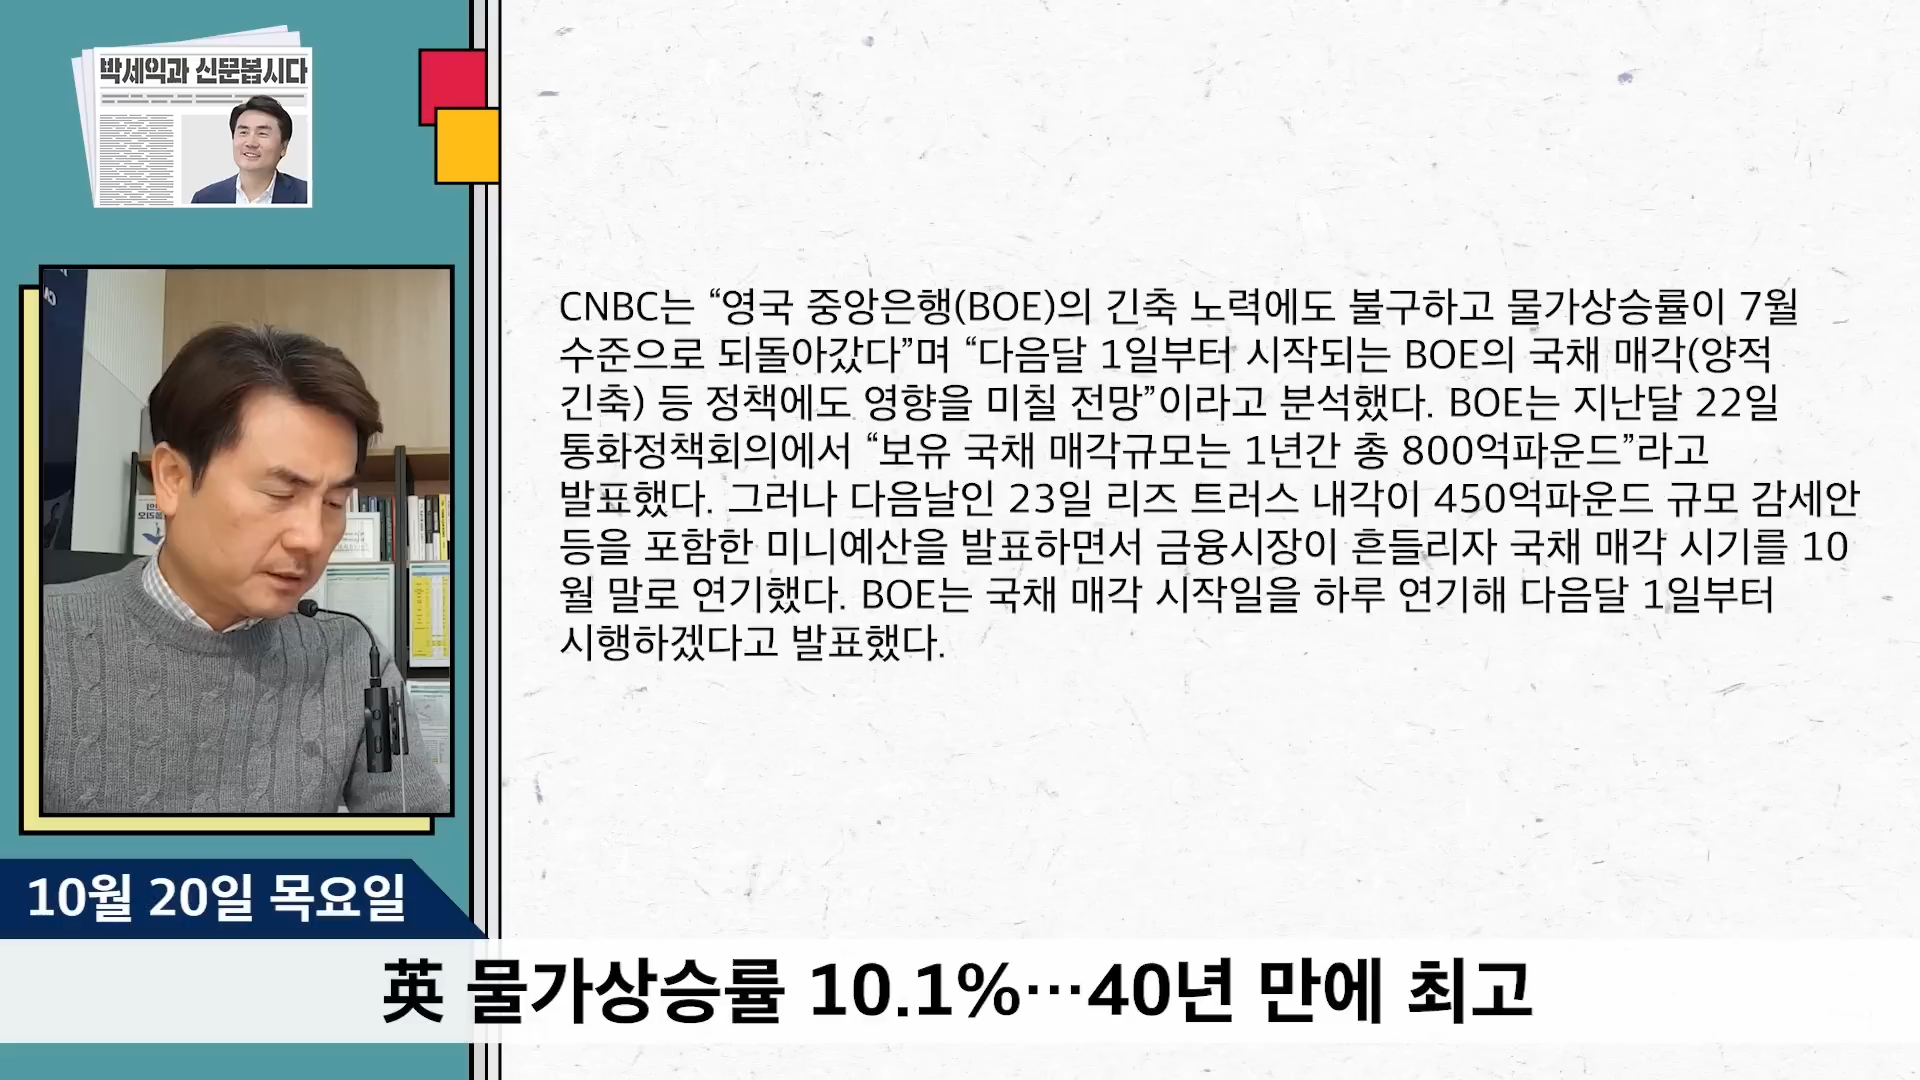 박세익과 신문봅시다
CNBC는 “영국 중앙은행(BOE)의 긴축 노력에도 불구하고 물가상승률이 7월
수준으로 되돌아갔다”며 “다음달 1일부터 시작되는 BOE의 국채 매각(양적
긴축) 등 정책에도 영향을 미칠 전망”이라고 분석했다. BOE는 지난달 22일
통화정책회의에서 “보유 국채 매각규모는 1년간 총 800억파운드”라고
발표했다. 그러나 다음날인 23일 리즈 트러스 내각이 450억파운드 규모 감세안
등을 포함한 미니예산을 발표하면서 금융시장이 흔들리자 국채 매각 시기를 10
월 말로 연기했다. BOE는 국채 매각 시작일을 하루 연기해 다음달 1일부터
시행하겠다고 발표했다.
10월 20일 목요일
英 물가상승률 10.1%…40년 만에 최고